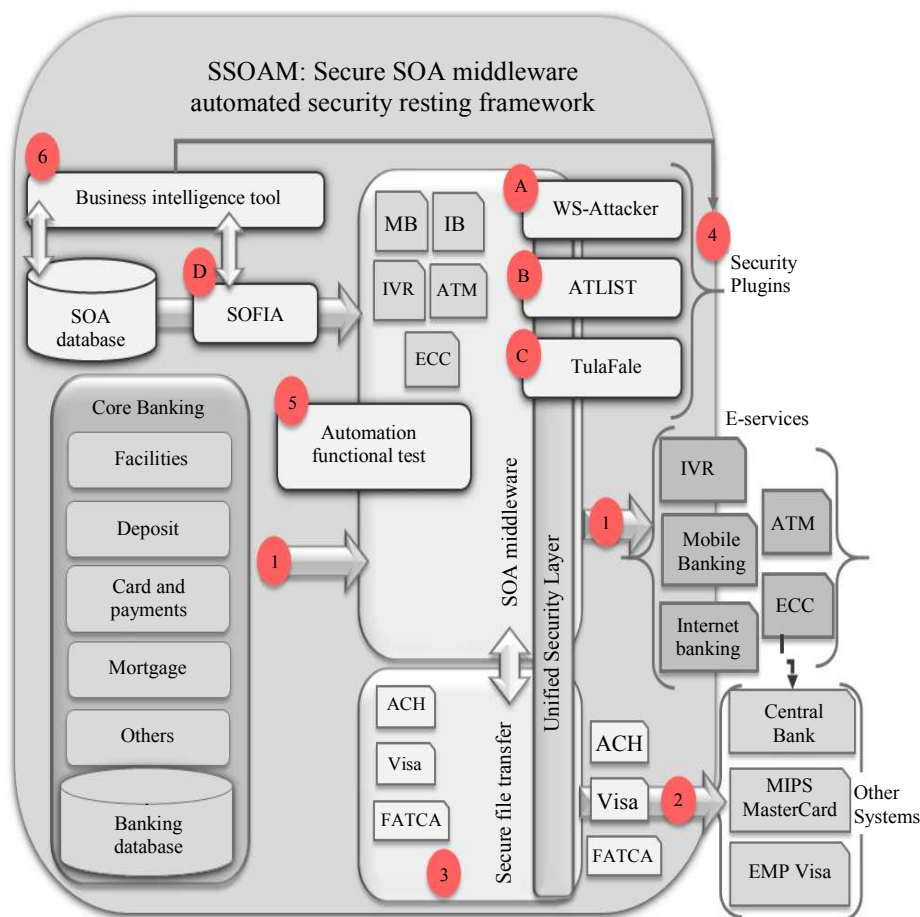 SSOAM: Secure SOA middleware
automated security resting framework
6
Business intelligence tool
SOA
database
D
SOFIA
MB
IB
IVR
ATM
ECC
A
WS-Attacker
B
ATLIST
C
TulaFale
4
Security
Plugins
5
Automation
functional test
Core Banking
Facilities
Deposit
Card and
payments
Mortgage
Others
Banking
database
1
SOA middleware
Unified Security Layer
1
E-services
IVR
ATM
Mobile
Banking
ECC
Internet
banking
ACH
Visa
FATCA
3
Secure file transfer
ACH
Visa
FATCA
2
Central
Bank
MIPS
MasterCard
EMP Visa
Other
Systems